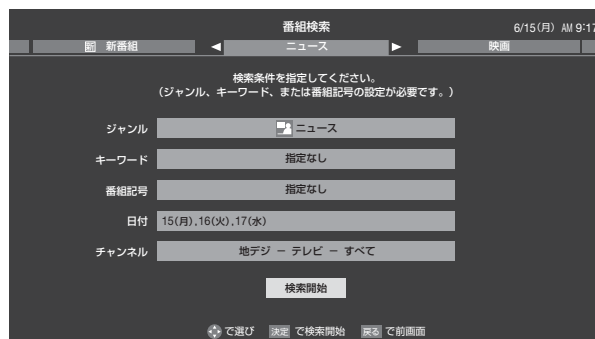 番組検索 6/15(月) AM 9:17
新 新番組 ◀ ニュース ▶ 映画
検索条件を指定してください。
(ジャンル、キーワード、または番組記号の設定が必要です。)
ジャンル ニュース
キーワード 指定なし
番組記号 指定なし
日付 15(月),16(火),17(水)
チャンネル 地デジ － テレビ － すべて
検索開始
で選び 決定 で検索開始 戻る で前画面